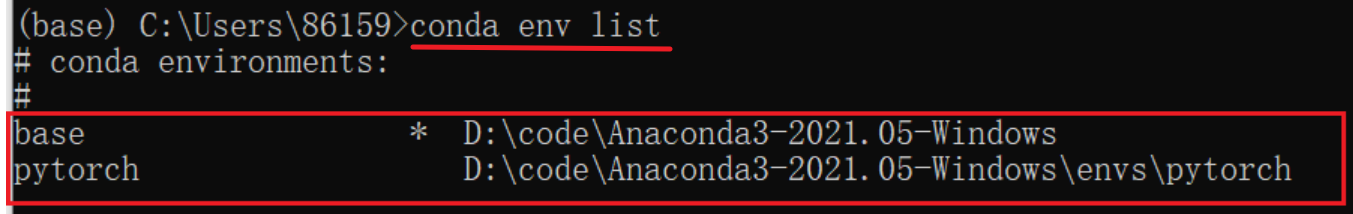 (base) C:\Users\86159>conda env list
# conda environments:
#
base                  *  D:\code\Anaconda3-2021.05-Windows
pytorch                  D:\code\Anaconda3-2021.05-Windows\envs\pytorch